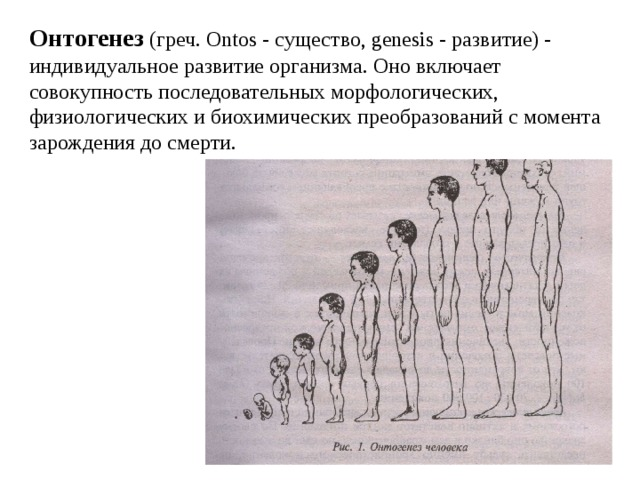 Онтогенез (греч. Ontos - существо, genesis - развитие) -
индивидуальное развитие организма. Оно включает
совокупность последовательных морфологических,
физиологических и биохимических преобразований с момента
зарождения до смерти.
Рис. 1. Онтогенез человека